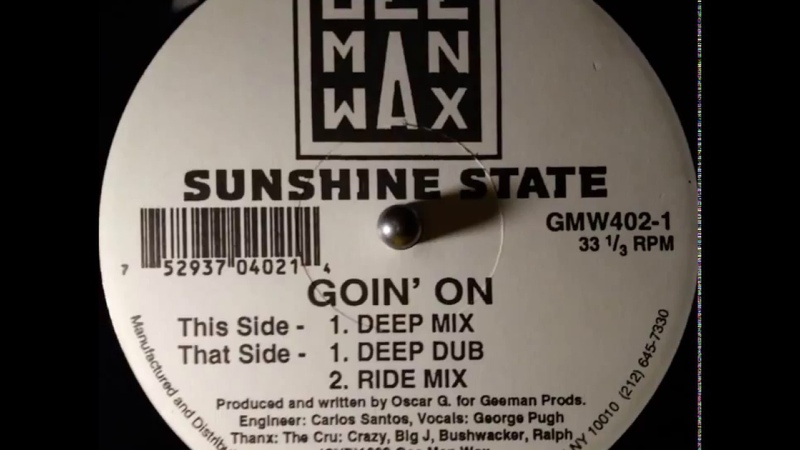 GEE
MAN
WAX
SUNSHINE STATE
GMW402-1
33 1/3 RPM
7 52937 04021 4
GOIN' ON
This Side - 1. DEEP MIX
That Side - 1. DEEP DUB
2. RIDE MIX
Produced and written by Oscar G. for Geeman Prods.
Engineer: Carlos Santos, Vocals: George Pugh
Thanx: The Cru: Crazy, Big J, Bushwacker, Ralph
Manufactured and
NY 10010 (212) 645-7330